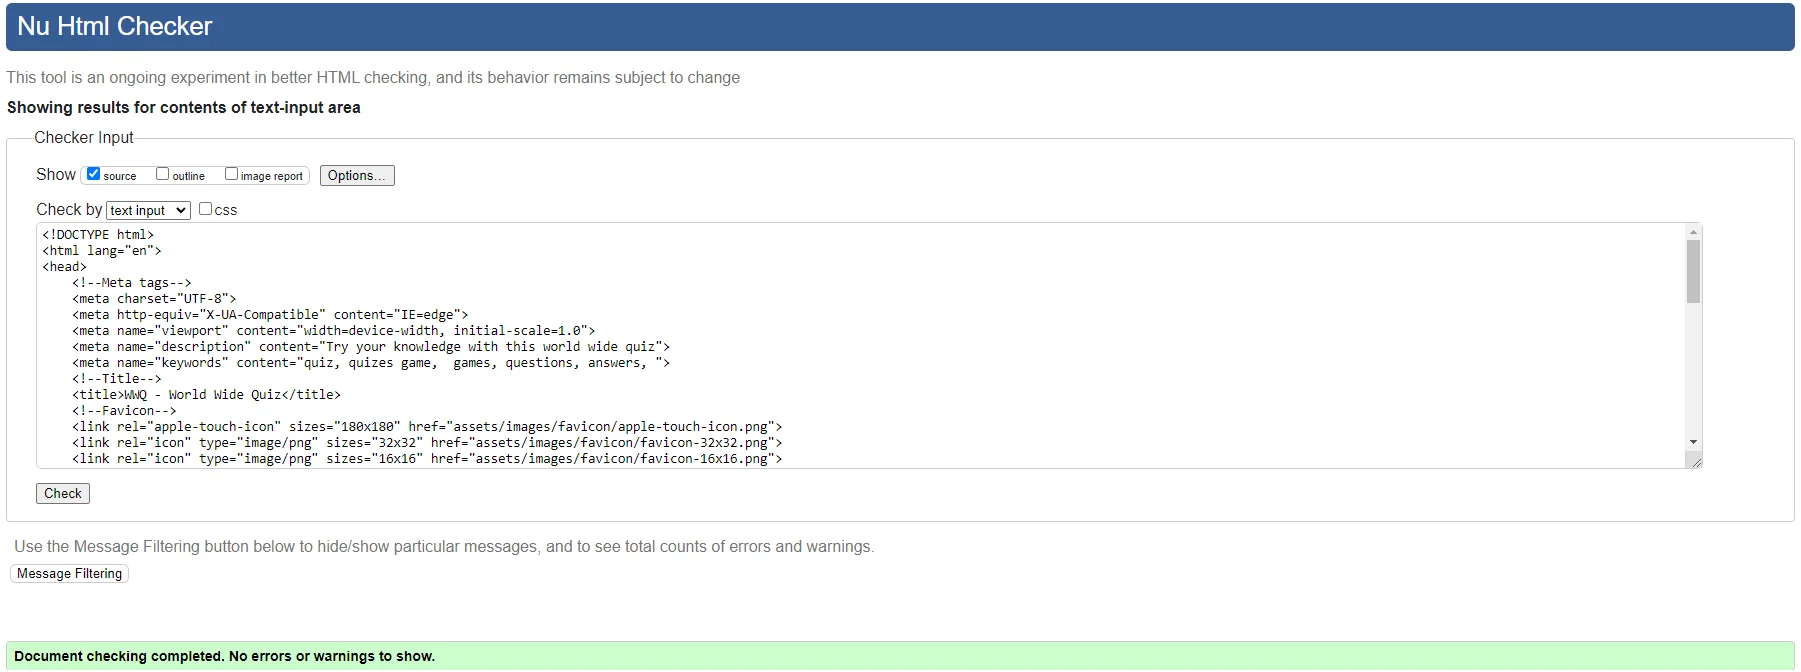 Nu Html Checker
This tool is an ongoing experiment in better HTML checking, and its behavior remains subject to change
Showing results for contents of text-input area
Checker Input
Show source outline image report Options...
Check by text input css
<!DOCTYPE html>
<html lang="en">
<head>
    <!--Meta tags-->
    <meta charset="UTF-8">
    <meta http-equiv="X-UA-Compatible" content="IE=edge">
    <meta name="viewport" content="width=device-width, initial-scale=1.0">
    <meta name="description" content="Try your knowledge with this world wide quiz">
    <meta name="keywords" content="quiz, quizes game,  games, questions, answers, ">
    <!--Title-->
    <title>WWQ - World Wide Quiz</title>
    <!--Favicon-->
    <link rel="apple-touch-icon" sizes="180x180" href="assets/images/favicon/apple-touch-icon.png">
    <link rel="icon" type="image/png" sizes="32x32" href="assets/images/favicon/favicon-32x32.png">
    <link rel="icon" type="image/png" sizes="16x16" href="assets/images/favicon/favicon-16x16.png">
Check
Use the Message Filtering button below to hide/show particular messages, and to see total counts of errors and warnings.
Message Filtering
Document checking completed. No errors or warnings to show.